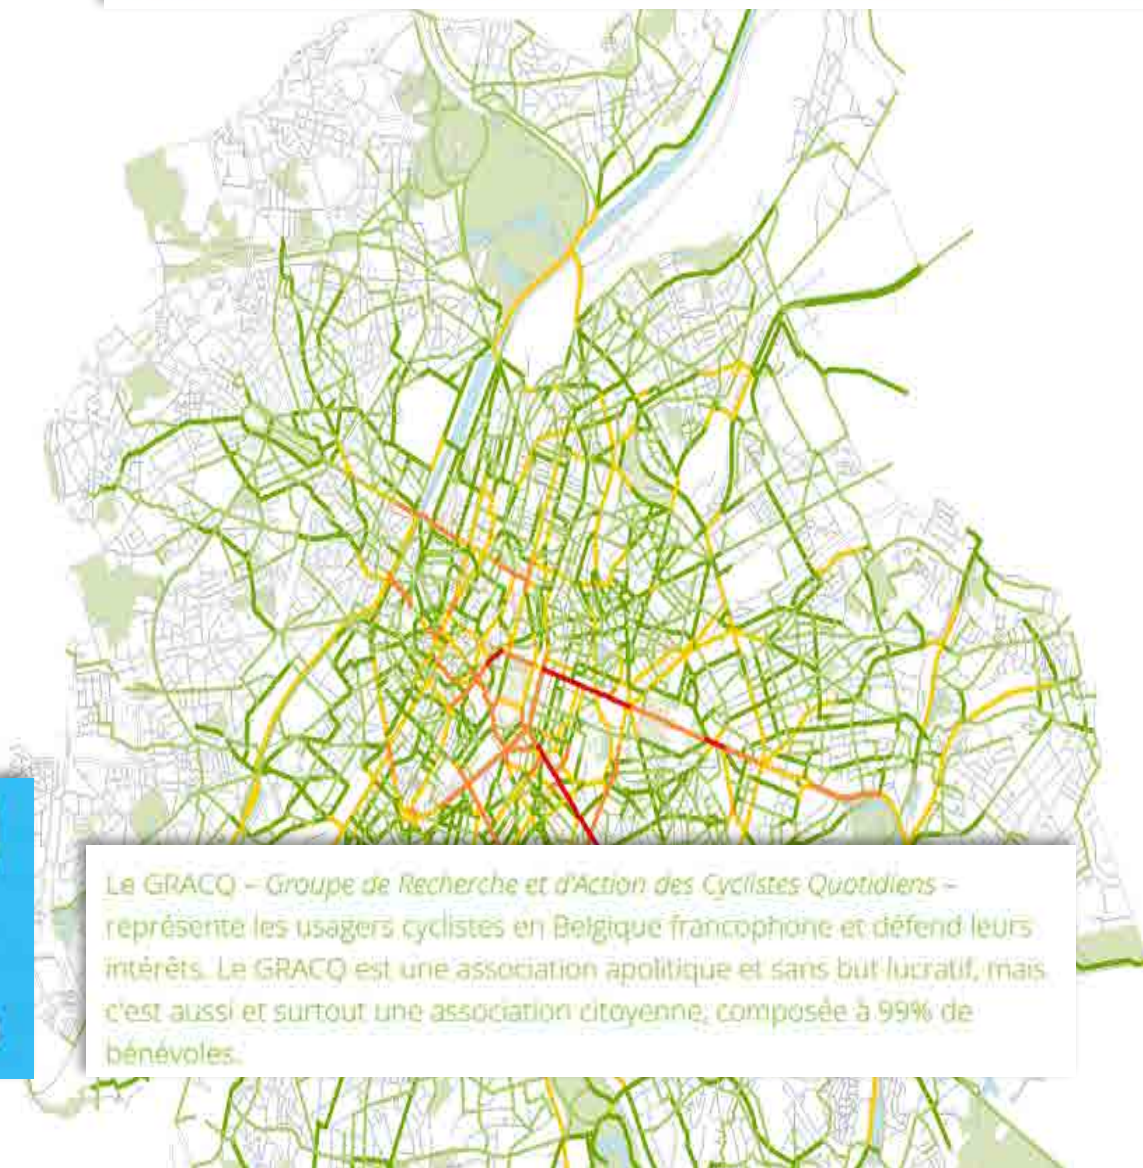 Le GRACQ – Groupe de Recherche et d'Action des Cyclistes Quotidiens –
représente les usagers cyclistes en Belgique francophone et défend leurs
intérêts. Le GRACQ est une association apolitique et sans but lucratif, mais
c'est aussi et surtout une association citoyenne, composée à 99% de
bénévoles.